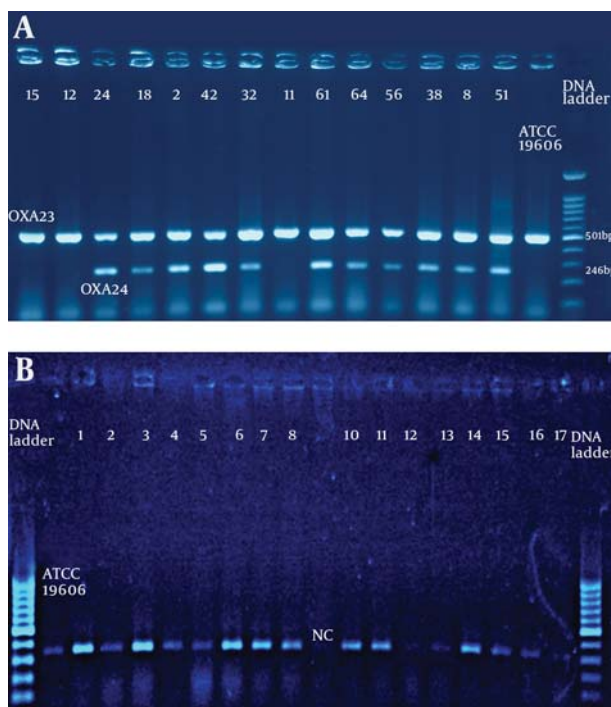 A
15 12 24 18 2 42 32 11 61 64 56 38 8 51 DNA
ladder
ATCC
19606
OXA23
501bp
246bp
OXA24
B
DNA
ladder 1 2 3 4 5 6 7 8 10 11 12 13 14 15 16 17 DNA
ladder
ATCC
19606
NC